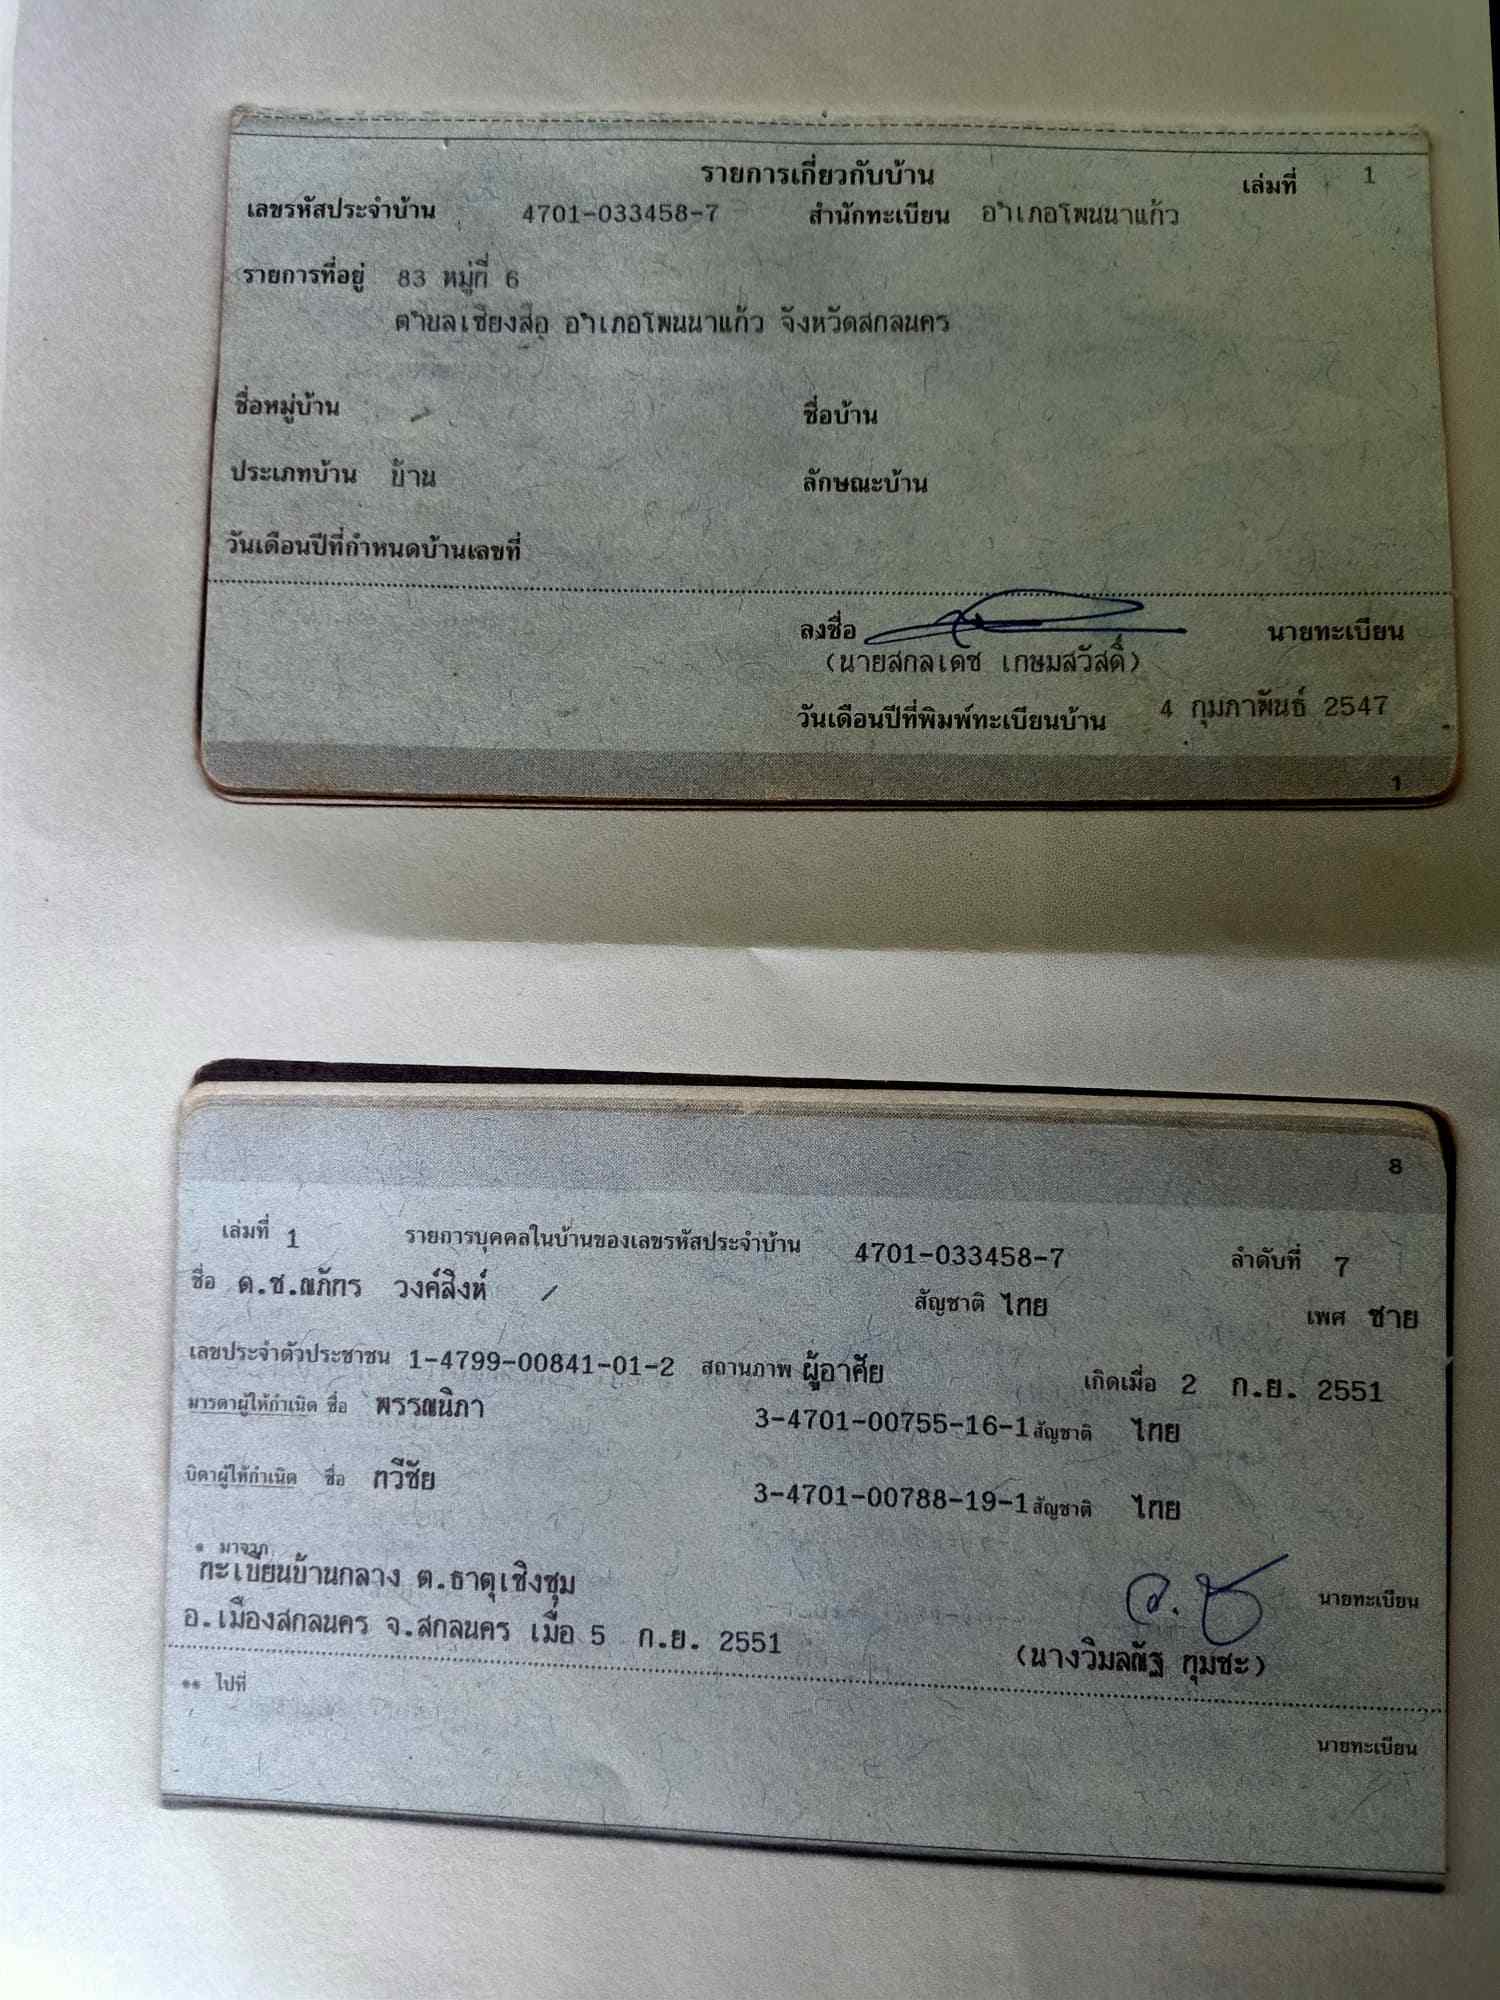 รายการเกี่ยวกับบ้าน เล่มที่ 1
เลขรหัสประจำบ้าน 4701-033458-7 สำนักทะเบียน อำเภอโพนนาแก้ว
รายการที่อยู่ 83 หมู่ที่ 6
ตำบลเชียงสือ อำเภอโพนนาแก้ว จังหวัดสกลนคร
ชื่อหมู่บ้าน ชื่อบ้าน
ประเภทบ้าน บ้าน ลักษณะบ้าน
วันเดือนปีที่กำหนดบ้านเลขที่
ลงชื่อ นายทะเบียน
(นายสกลเดช เกษมสวัสดิ์)
วันเดือนปีที่พิมพ์ทะเบียนบ้าน 4 กุมภาพันธ์ 2547
1
8
เล่มที่ 1 รายการบุคคลในบ้านของเลขรหัสประจำบ้าน 4701-033458-7 ลำดับที่ 7
ชื่อ ด.ช.ณภัทร วงค์สิงห์ / สัญชาติ ไทย เพศ ชาย
เลขประจำตัวประชาชน 1-4799-00841-01-2 สถานภาพ ผู้อาศัย เกิดเมื่อ 2 ก.ย. 2551
มารดาผู้ให้กำเนิด ชื่อ พรรณนิภา 3-4701-00755-16-1 สัญชาติ ไทย
บิดาผู้ให้กำเนิด ชื่อ ทวีชัย 3-4701-00788-19-1 สัญชาติ ไทย
* มาจาก
ทะเบียนบ้านกลาง ต.ธาตุเชิงชุม
อ.เมืองสกลนคร จ.สกลนคร เมื่อ 5 ก.ย. 2551 นายทะเบียน
(นางวิมลณัฐ ทุมชะ)
** ไปที่
นายทะเบียน